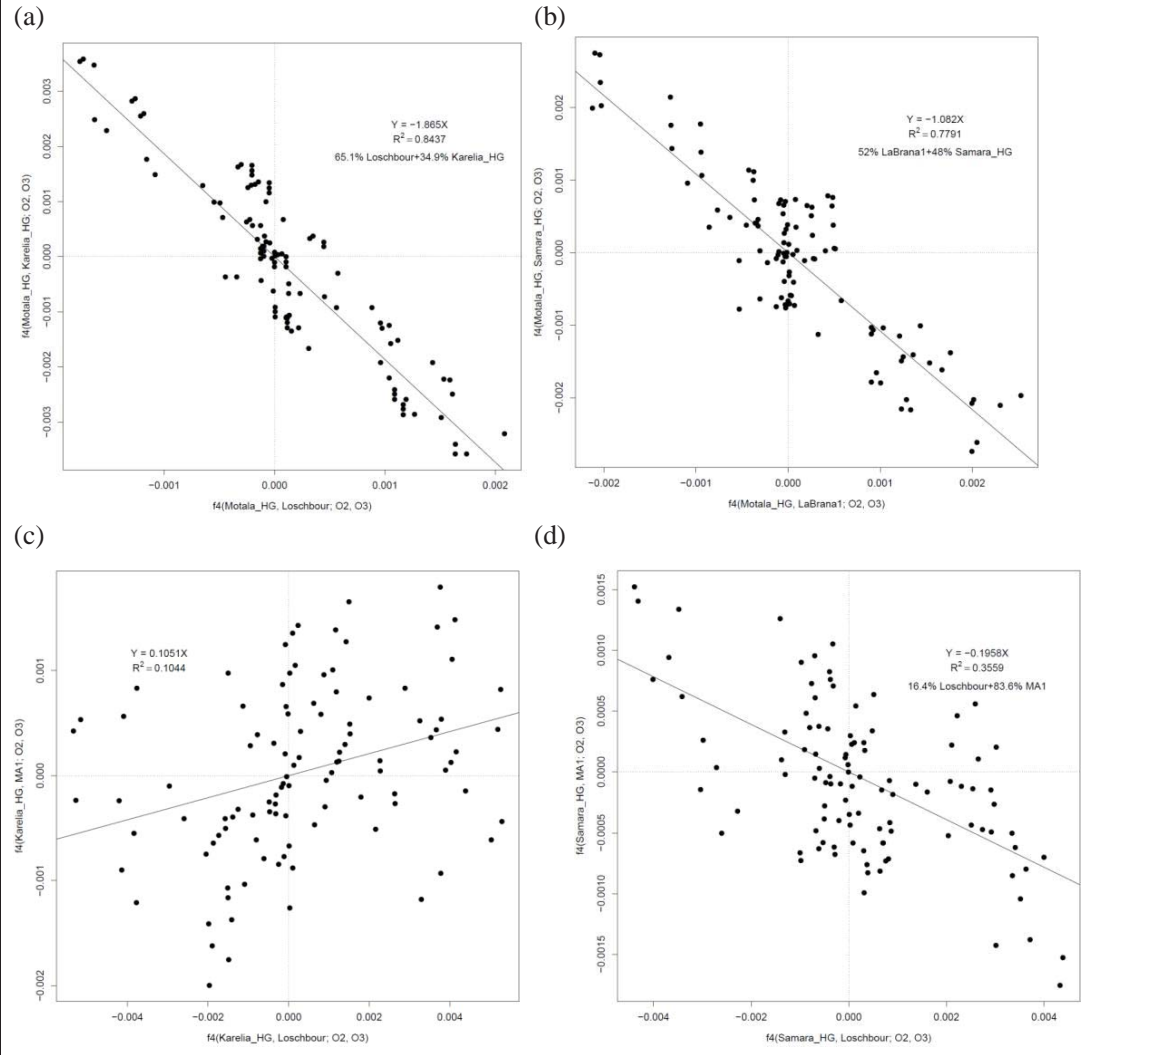 (a)
0.003
0.002
0.001
0.000
−0.001
−0.002
−0.003
f4(Motala_HG, Karelia_HG; O2, O3)
Y = −1.865X
R² = 0.8437
65.1% Loschbour+34.9% Karelia_HG
−0.001 0.000 0.001 0.002
f4(Motala_HG, Loschbour; O2, O3)
(b)
0.002
0.001
0.000
−0.001
−0.002
f4(Motala_HG, Samara_HG; O2, O3)
Y = −1.082X
R² = 0.7791
52% LaBrana1+48% Samara_HG
−0.002 −0.001 0.000 0.001 0.002
f4(Motala_HG, LaBrana1; O2, O3)
(c)
0.001
0.000
−0.001
−0.002
f4(Karelia_HG, MA1; O2, O3)
Y = 0.1051X
R² = 0.1044
−0.004 −0.002 0.000 0.002 0.004
f4(Karelia_HG, Loschbour; O2, O3)
(d)
0.0015
0.0010
0.0005
0.0000
−0.0005
−0.0010
−0.0015
f4(Samara_HG, MA1; O2, O3)
Y = −0.1958X
R² = 0.3559
16.4% Loschbour+83.6% MA1
−0.004 −0.002 0.000 0.002 0.004
f4(Samara_HG, Loschbour; O2, O3)